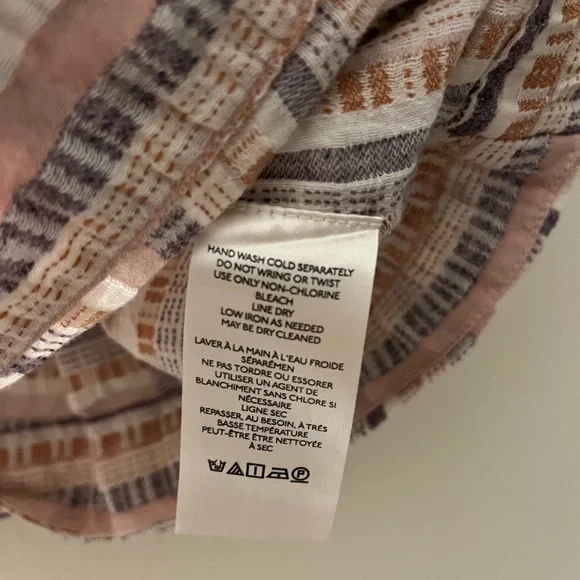 HAND WASH COLD SEPARATELY
DO NOT WRING OR TWIST
USE ONLY NON-CHLORINE
BLEACH
LINE DRY
LOW IRON AS NEEDED
MAY BE DRY CLEANED
LAVER À LA MAIN À L'EAU FROIDE
SÉPARÉMEN
NE PAS TORDRE OU ESSORER
UTILISER UN AGENT DE
BLANCHIMENT SANS CHLORE SI
NÉCESSAIRE
LIGNE SEC
REPASSER, AU BESOIN, À TRÉS
BASSE TEMPÉRATURE
PEUT-ÊTRE ÊTRE NETTOYÉE
À SEC
P